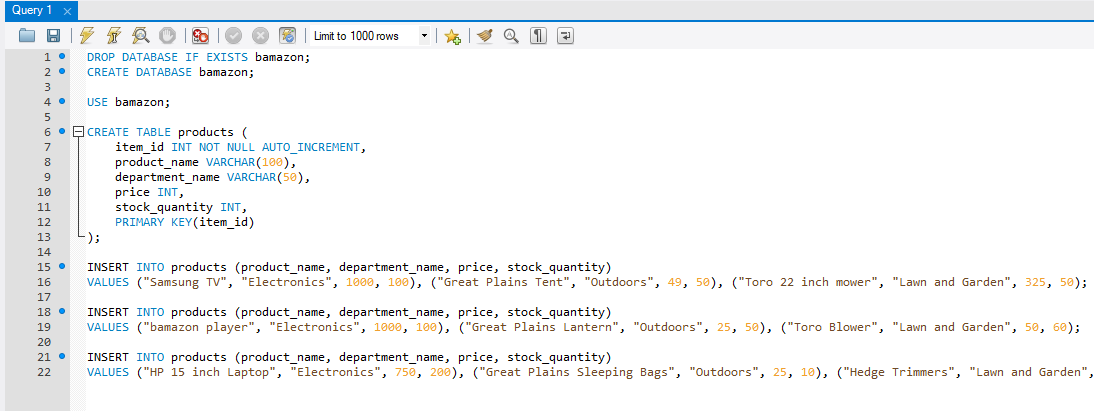 Query 1
Limit to 1000 rows
1 DROP DATABASE IF EXISTS bamazon;
2 CREATE DATABASE bamazon;
3
4 USE bamazon;
5
6 CREATE TABLE products (
7 item_id INT NOT NULL AUTO_INCREMENT,
8 product_name VARCHAR(100),
9 department_name VARCHAR(50),
10 price INT,
11 stock_quantity INT,
12 PRIMARY KEY(item_id)
13 );
14
15 INSERT INTO products (product_name, department_name, price, stock_quantity)
16 VALUES ("Samsung TV", "Electronics", 1000, 100), ("Great Plains Tent", "Outdoors", 49, 50), ("Toro 22 inch mower", "Lawn and Garden", 325, 50);
17
18 INSERT INTO products (product_name, department_name, price, stock_quantity)
19 VALUES ("bamazon player", "Electronics", 1000, 100), ("Great Plains Lantern", "Outdoors", 25, 50), ("Toro Blower", "Lawn and Garden", 50, 60);
20
21 INSERT INTO products (product_name, department_name, price, stock_quantity)
22 VALUES ("HP 15 inch Laptop", "Electronics", 750, 200), ("Great Plains Sleeping Bags", "Outdoors", 25, 10), ("Hedge Trimmers", "Lawn and Garden",